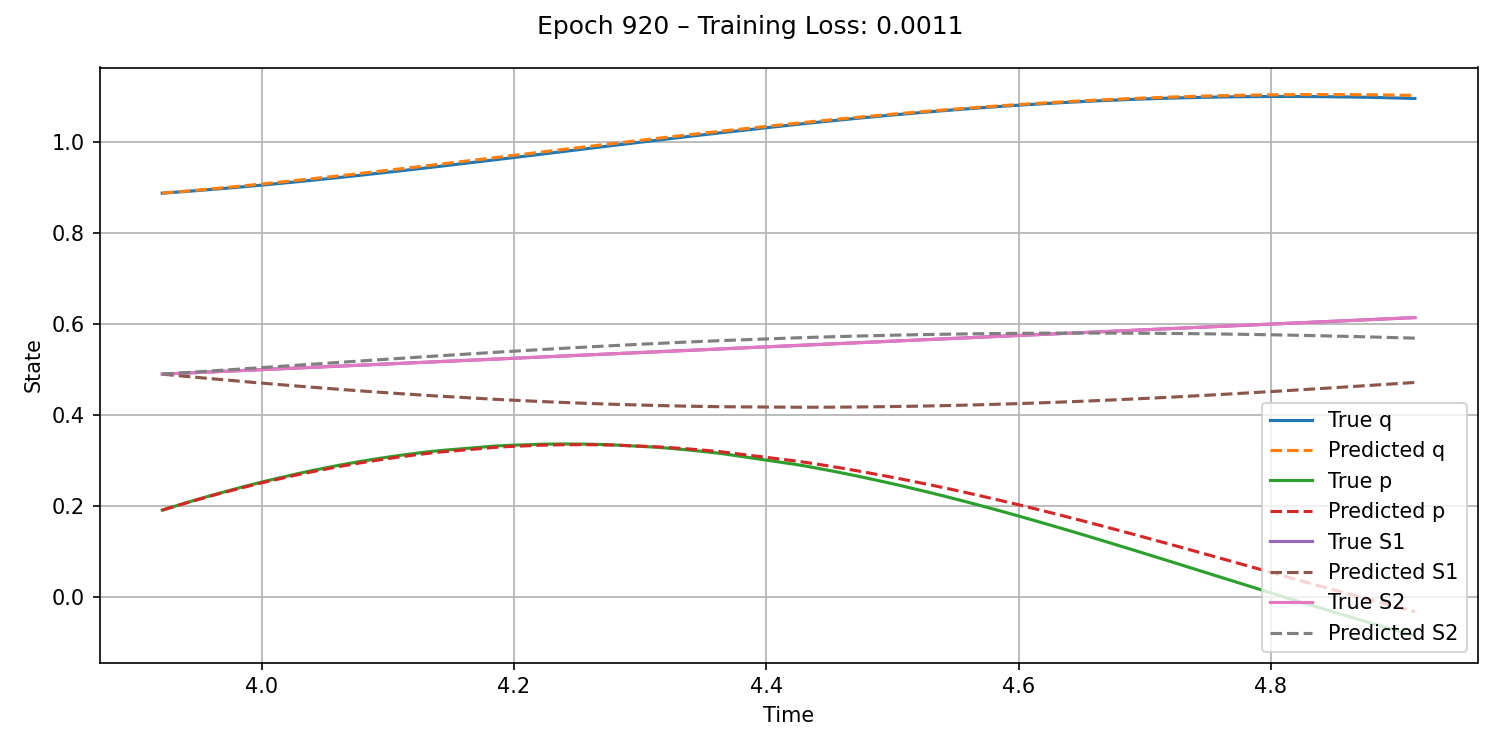 Epoch 920 – Training Loss: 0.0011
State
1.0
0.8
0.6
0.4
0.2
0.0
True q
Predicted q
True p
Predicted p
True S1
Predicted S1
True S2
Predicted S2
4.0
4.2
4.4
4.6
4.8
Time